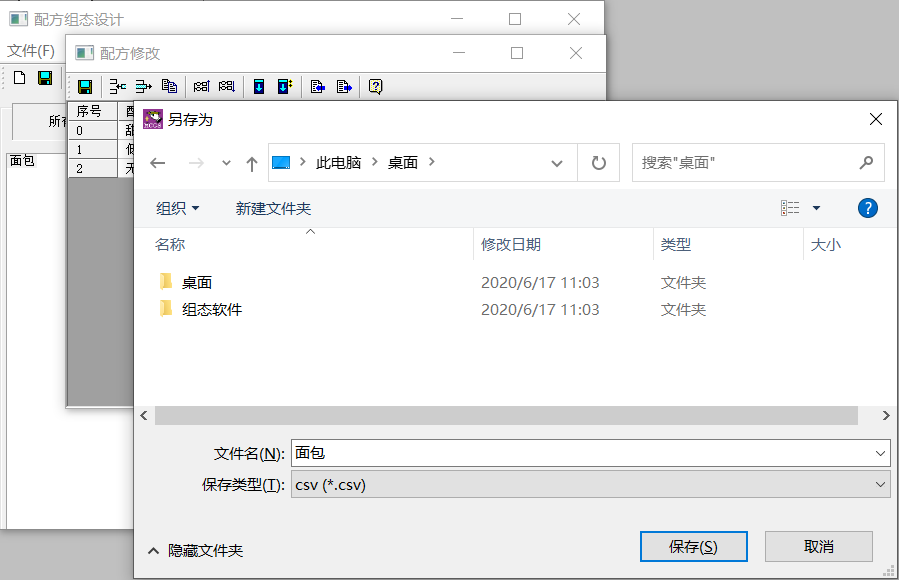 配方组态设计
文件(F)
配方修改
序号
0
1
2
所
面包
另存为
此电脑
桌面
搜索"桌面"
组织
新建文件夹
名称
修改日期
类型
大小
桌面
2020/6/17 11:03
文件夹
组态软件
2020/6/17 11:03
文件夹
文件名(N):
面包
保存类型(T):
csv (*.csv)
隐藏文件夹
保存(S)
取消